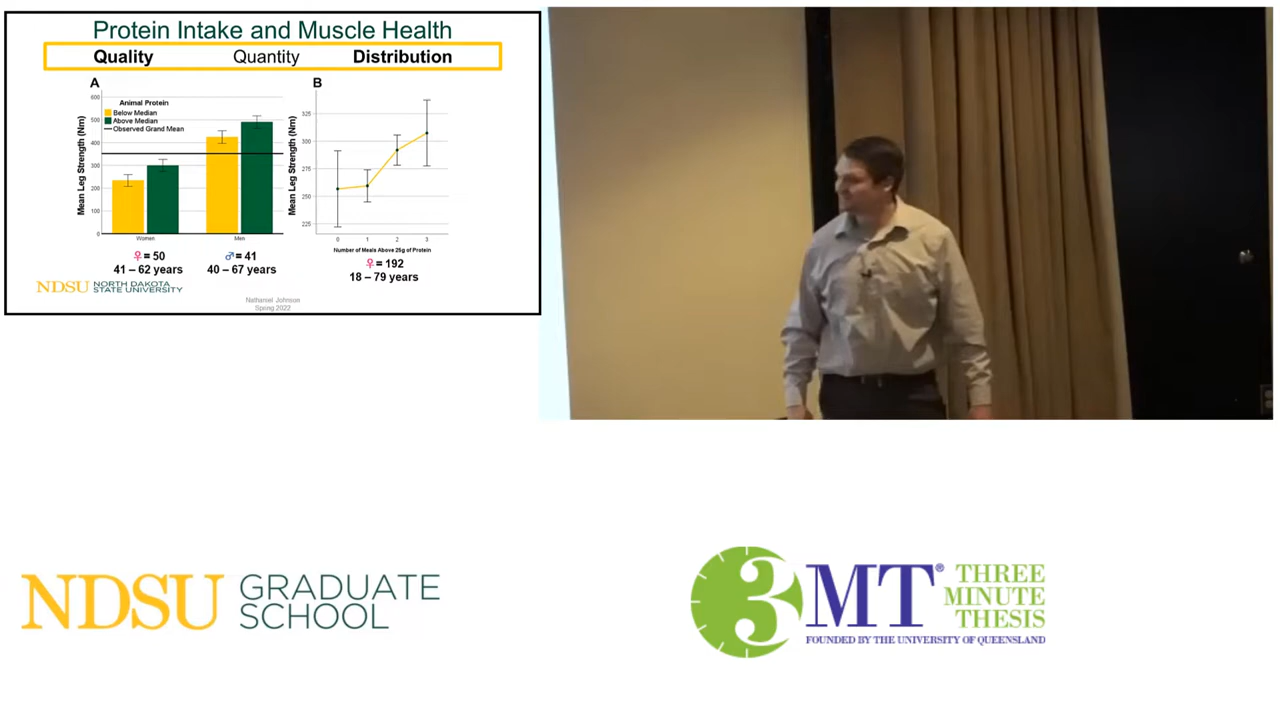 Protein Intake and Muscle Health
Quality Quantity Distribution
A
600
500
400
300
200
100
0
Mean Leg Strength (Nm)
Animal Protein
Below Median
Above Median
Observed Grand Mean
Women Men
♀= 50
41 – 62 years
♂= 41
40 – 67 years
B
325
300
275
250
225
Mean Leg Strength (Nm)
0 1 2 3
Number of Meals Above 25g of Protein
♀= 192
18 – 79 years
NDSU NORTH DAKOTA
STATE UNIVERSITY
Nathaniel Johnson
Spring 2022
NDSU GRADUATE
SCHOOL
3MT® THREE
MINUTE
THESIS
FOUNDED BY THE UNIVERSITY OF QUEENSLAND